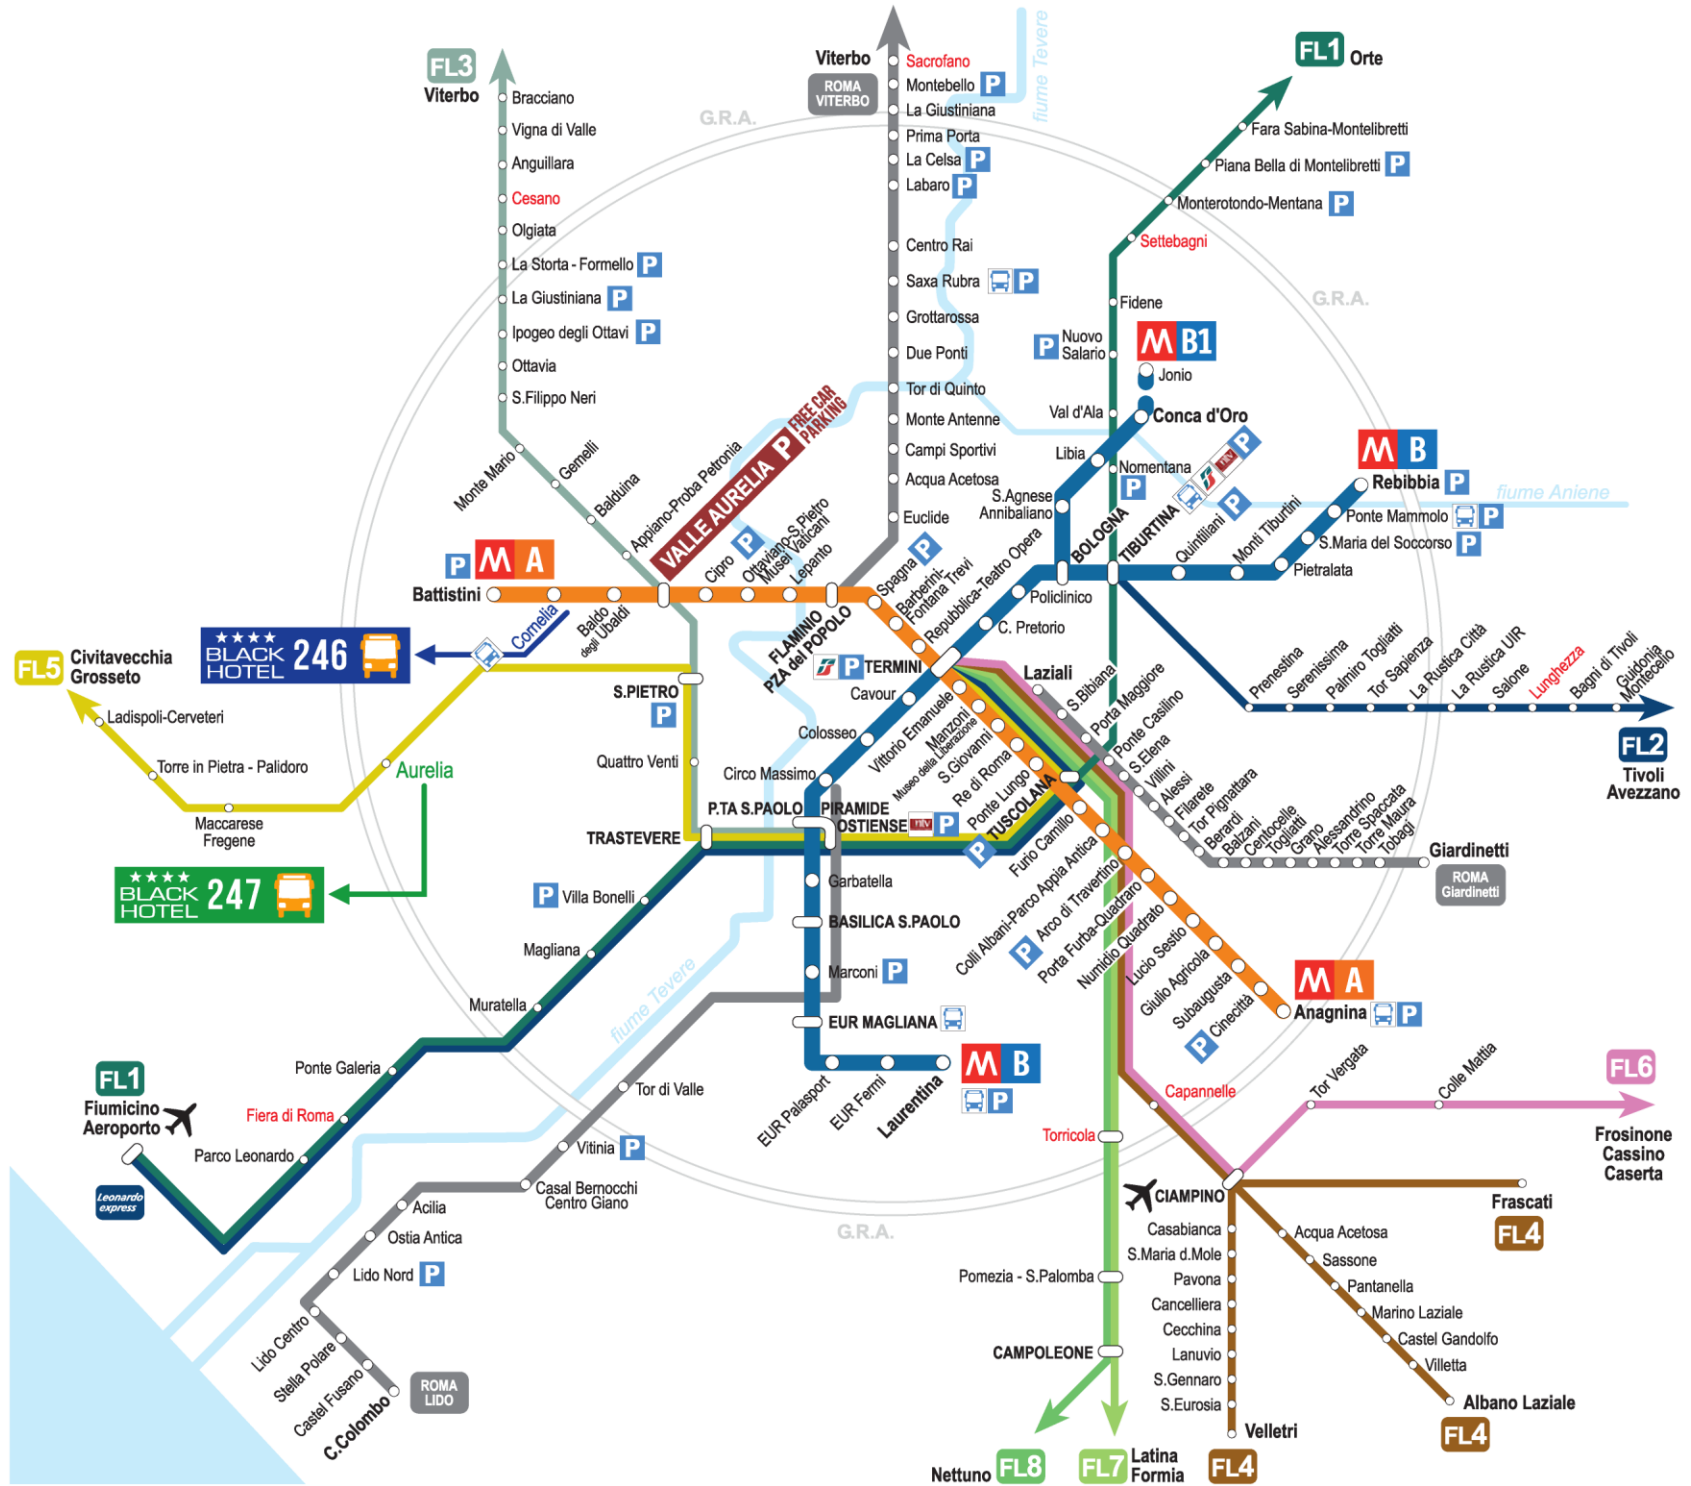 FL3
Viterbo
Bracciano
Vigna di Valle
Anguillara
Cesano
Olgiata
La Storta - Formello P
La Giustiniana P
Ipogeo degli Ottavi P
Ottavia
S.Filippo Neri
Monte Mario
Gemelli
Balduina
Appiano-Proba Petronia
VALLE AURELIA P
FREE CAR
PARKING
Viterbo
ROMA
VITERBO
Sacrofano
Montebello P
La Giustiniana
Prima Porta
La Celsa P
Labaro P
Centro Rai
Saxa Rubra P
Grottarossa
Due Ponti
Tor di Quinto
Monte Antenne
Campi Sportivi
Acqua Acetosa
Euclide
fiume Tevere
G.R.A.
G.R.A.
FL1 Orte
Fara Sabina-Montelibretti
Piana Bella di Montelibretti P
Monterotondo-Mentana P
Settebagni
Fidene
P Nuovo
Salario
Val d'Ala
Nomentana
P
M B1
Jonio
Conca d'Oro
Libia
S.Agnese
Annibaliano
BOLOGNA
TIBURTINA
P
Quintiliani P
Monti Tiburtini
Pietralata
S.Maria del Soccorso P
Ponte Mammolo P
Rebibbia P
M B
fiume Aniene
P M A
Battistini
Cornelia
Baldo
degli Ubaldi
Cipro P
Ottaviano-S.Pietro
Musei Vaticani
Lepanto
FLAMINIO
PZA del POPOLO
Spagna P
Barberini-
Fontana Trevi
Repubblica-Teatro Opera
Policlinico
C. Pretorio
P TERMINI
Cavour
Colosseo
Circo Massimo
P.TA S.PAOLO
PIRAMIDE
OSTIENSE P
TRASTEVERE
Quattro Venti
S.PIETRO
P
BLACK
HOTEL 246
FL5 Civitavecchia
Grosseto
Ladispoli-Cerveteri
Torre in Pietra - Palidoro
Maccarese
Fregene
Aurelia
BLACK
HOTEL 247
Vittorio Emanuele
Manzoni
Museo della Liberazione
S.Giovanni
Re di Roma
Ponte Lungo
P TUSCOLANA
Furio Camillo
Colli Albani-Parco Appia Antica
P Arco di Travertino
Porta Furba-Quadraro
Numidio Quadrato
Lucio Sestio
Giulio Agricola
Subaugusta
P Cinecittà
M A
Anagnina P
Laziali
S.Bibiana
Porta Maggiore
Ponte Casilino
S.Elena
Villini
Alessi
Filarete
Tor Pignattara
Berardi
Balzani
Centocelle
Togliatti
Grano
Alessandrino
Torre Spaccata
Torre Maura
Tobagi
Giardinetti
ROMA
Giardinetti
Prenestina
Serenissima
Palmiro Togliatti
Tor Sapienza
La Rustica Città
La Rustica UIR
Salone
Lunghezza
Bagni di Tivoli
Guidonia
Montecelio
FL2
Tivoli
Avezzano
P Villa Bonelli
Magliana
Muratella
Ponte Galeria
Fiera di Roma
Parco Leonardo
FL1
Fiumicino
Aeroporto
Leonardo
express
Garbatella
BASILICA S.PAOLO
Marconi P
EUR MAGLIANA
EUR Palasport
EUR Fermi
Laurentina
M B
P
fiume Tevere
Tor di Valle
Vitinia P
Casal Bernocchi
Centro Giano
Acilia
Ostia Antica
Lido Nord P
Lido Centro
Stella Polare
Castel Fusano
C.Colombo
ROMA
LIDO
G.R.A.
Torricola
Pomezia - S.Palomba
CAMPOLEONE
Nettuno FL8
FL7 Latina
Formia
Capannelle
Tor Vergata
Colle Mattia
FL6
Frosinone
Cassino
Caserta
CIAMPINO
Frascati
FL4
Casabianca
S.Maria d.Mole
Pavona
Cancelliera
Cecchina
Lanuvio
S.Gennaro
S.Eurosia
Velletri
FL4
Acqua Acetosa
Sassone
Pantanella
Marino Laziale
Castel Gandolfo
Villetta
Albano Laziale
FL4